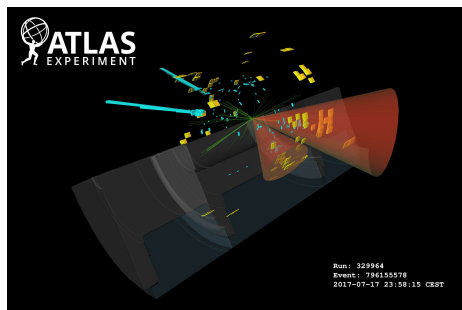 ATLAS
EXPERIMENT
Run: 329964
Event: 796155578
2017-07-17 23:58:15 CEST